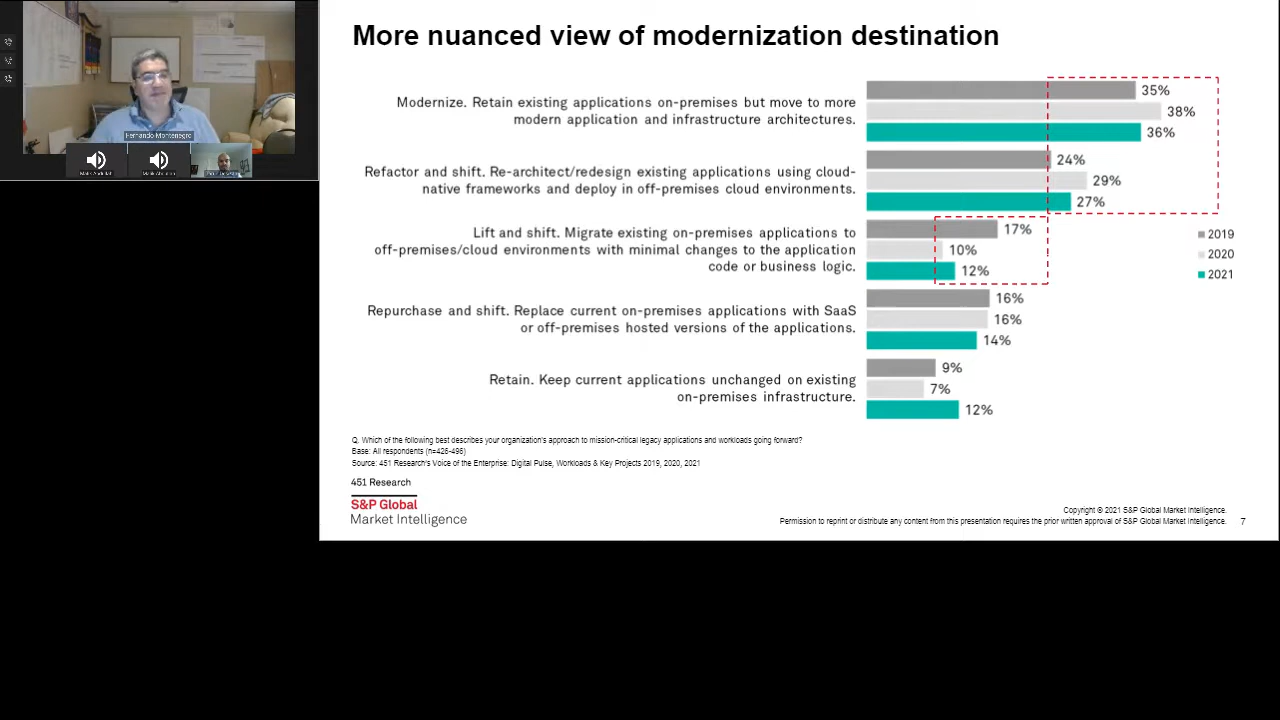 More nuanced view of modernization destination
Fernando Montenegro
Modernize. Retain existing applications on-premises but move to more
modern application and infrastructure architectures.
35%
38%
36%
Refactor and shift. Re-architect/redesign existing applications using cloud-
native frameworks and deploy in off-premises cloud environments.
24%
29%
27%
Lift and shift. Migrate existing on-premises applications to
off-premises/cloud environments with minimal changes to the application
code or business logic.
17%
10%
12%
2019
2020
2021
Repurchase and shift. Replace current on-premises applications with SaaS
or off-premises hosted versions of the applications.
16%
16%
14%
Retain. Keep current applications unchanged on existing
on-premises infrastructure.
9%
7%
12%
Q. Which of the following best describes your organization's approach to mission-critical legacy applications and workloads going forward?
Base: All respondents (n=426-496)
Source: 451 Research's Voice of the Enterprise: Digital Pulse, Workloads & Key Projects 2019, 2020, 2021
451 Research
S&P Global
Market Intelligence
Copyright © 2021 S&P Global Market Intelligence.
Permission to reprint or distribute any content from this presentation requires the prior written approval of S&P Global Market Intelligence.
7